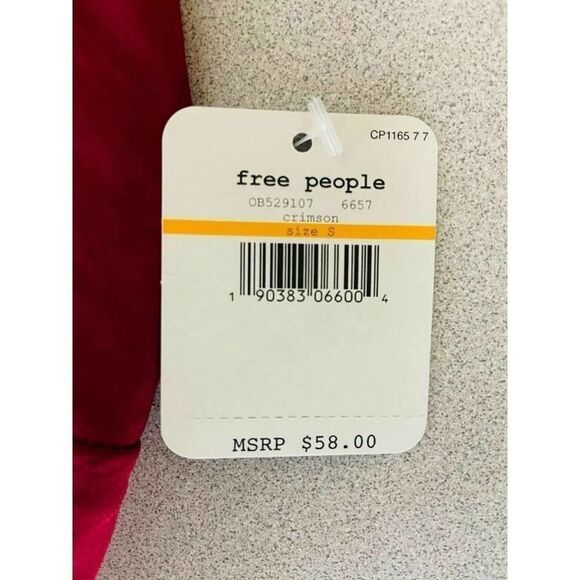 CP1165 7 7
free people
OB529107 6657
crimson
size S
1 90383 06600 4
MSRP $58.00